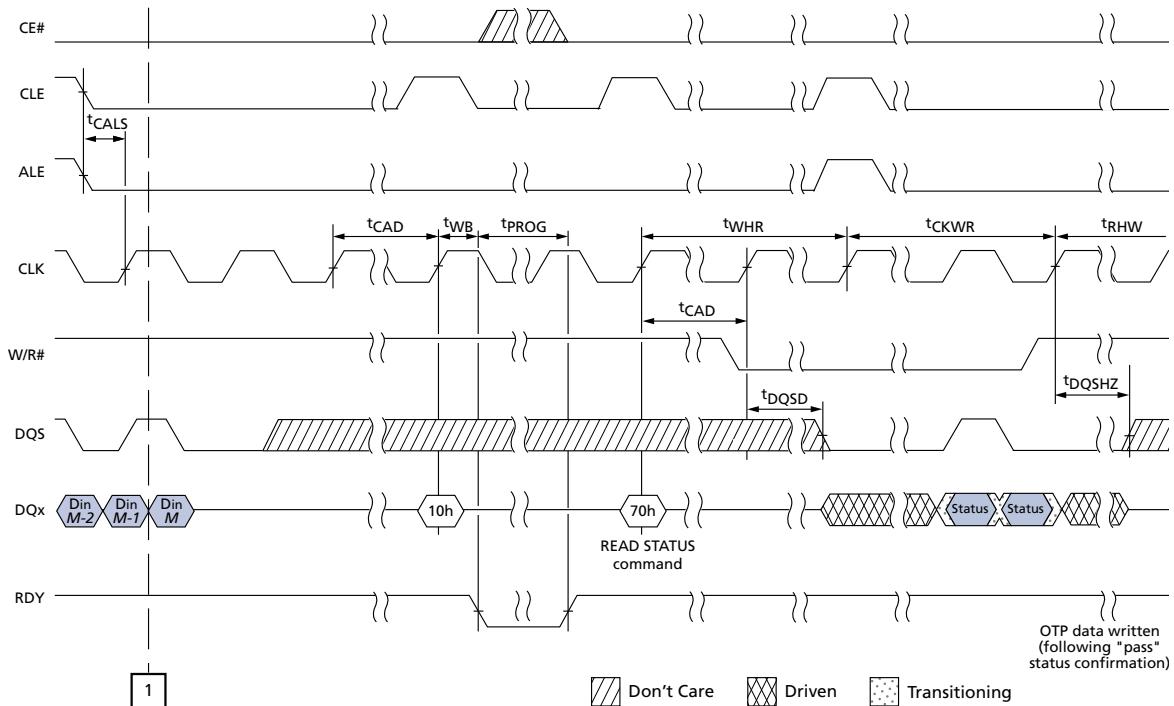 CE#
CLE
tCALS
ALE
tCAD
tWB
tPROG
tWHR
tCKWR
tRHW
CLK
tCAD
W/R#
tDQSD
tDQSHZ
DQS
DQx
Din
M-2
Din
M-1
Din
M
10h
70h
Status
Status
READ STATUS
command
RDY
OTP data written
(following "pass"
status confirmation)
1
Don't Care
Driven
Transitioning